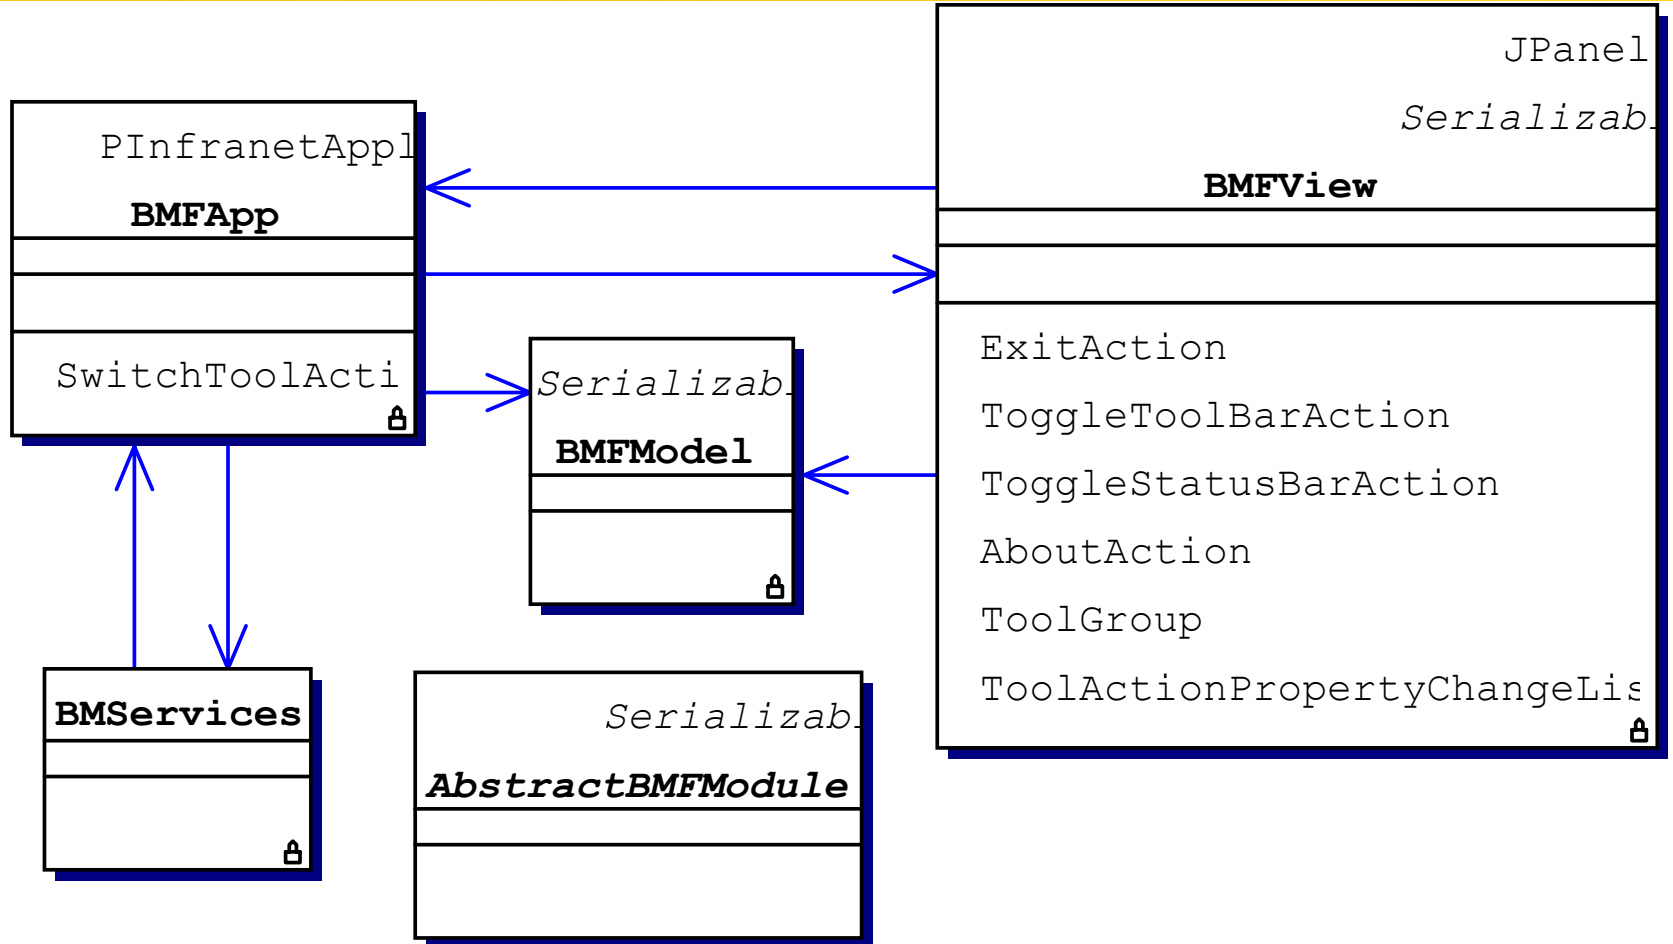 PInfranetAppl
BMFApp
SwitchToolActi
JPanel
Serializab
BMFView
ExitAction
ToggleToolBarAction
ToggleStatusBarAction
AboutAction
ToolGroup
ToolActionPropertyChangeLis
Serializab
BMFModel
BMServices
Serializab
AbstractBMFModule